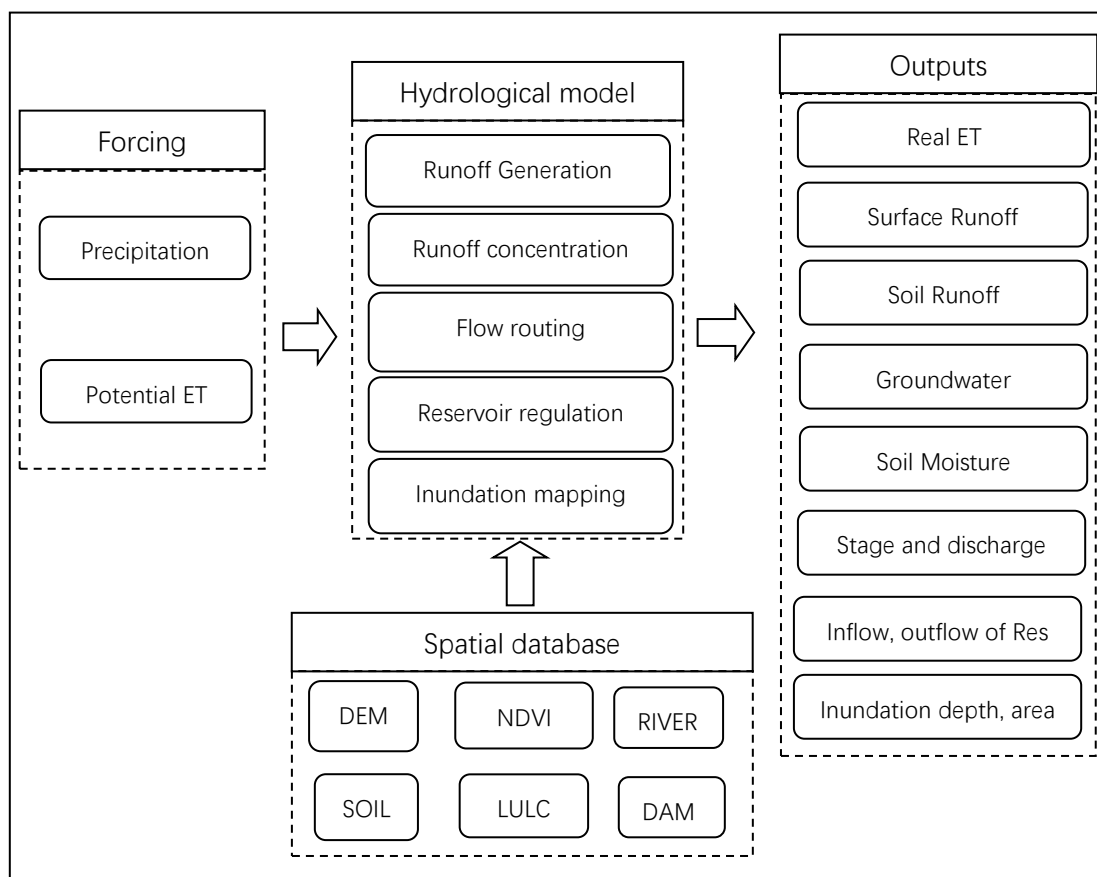 Forcing
Precipitation
Potential ET
Hydrological model
Runoff Generation
Runoff concentration
Flow routing
Reservoir regulation
Inundation mapping
Spatial database
DEM
NDVI
RIVER
SOIL
LULC
DAM
Outputs
Real ET
Surface Runoff
Soil Runoff
Groundwater
Soil Moisture
Stage and discharge
Inflow, outflow of Res
Inundation depth, area